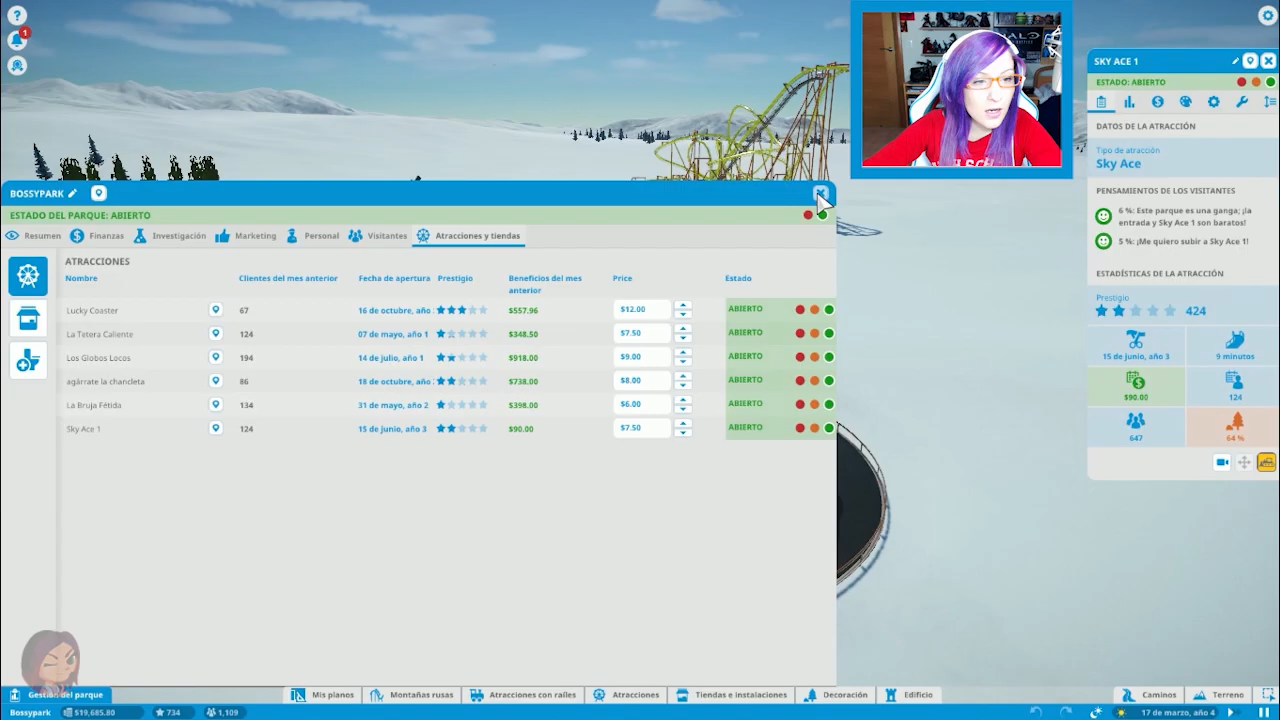 ?
1
HALO
SKY ACE 1
ESTADO: ABIERTO
DATOS DE LA ATRACCIÓN
Tipo de atracción
Sky Ace
PENSAMIENTOS DE LOS VISITANTES
6 %: Este parque es una ganga; ¡la
entrada y Sky Ace 1 son baratos!
5 %: ¡Me quiero subir a Sky Ace 1!
ESTADÍSTICAS DE LA ATRACCIÓN
Prestigio
424
15 de junio, año 3
9 minutos
$90.00
124
647
64 %
BOSSYPARK
ESTADO DEL PARQUE: ABIERTO
Resumen Finanzas Investigación Marketing Personal Visitantes Atracciones y tiendas
ATRACCIONES
Nombre Clientes del mes anterior Fecha de apertura Prestigio Beneficios del mes anterior Price Estado
Lucky Coaster 67 16 de octubre, año $557.96 $12.00 ABIERTO
La Tetera Caliente 124 07 de mayo, año 1 $348.50 $7.50 ABIERTO
Los Globos Locos 194 14 de julio, año 1 $918.00 $9.00 ABIERTO
agárrate la chancleta 86 18 de octubre, año $738.00 $8.00 ABIERTO
La Bruja Fétida 134 31 de mayo, año 2 $398.00 $6.00 ABIERTO
Sky Ace 1 124 15 de junio, año 3 $90.00 $7.50 ABIERTO
Gestión del parque Mis planos Montañas rusas Atracciones con raíles Atracciones Tiendas e instalaciones Decoración Edificio Caminos Terreno
Bossypark $19,685.80 734 1,109 17 de marzo, año 4